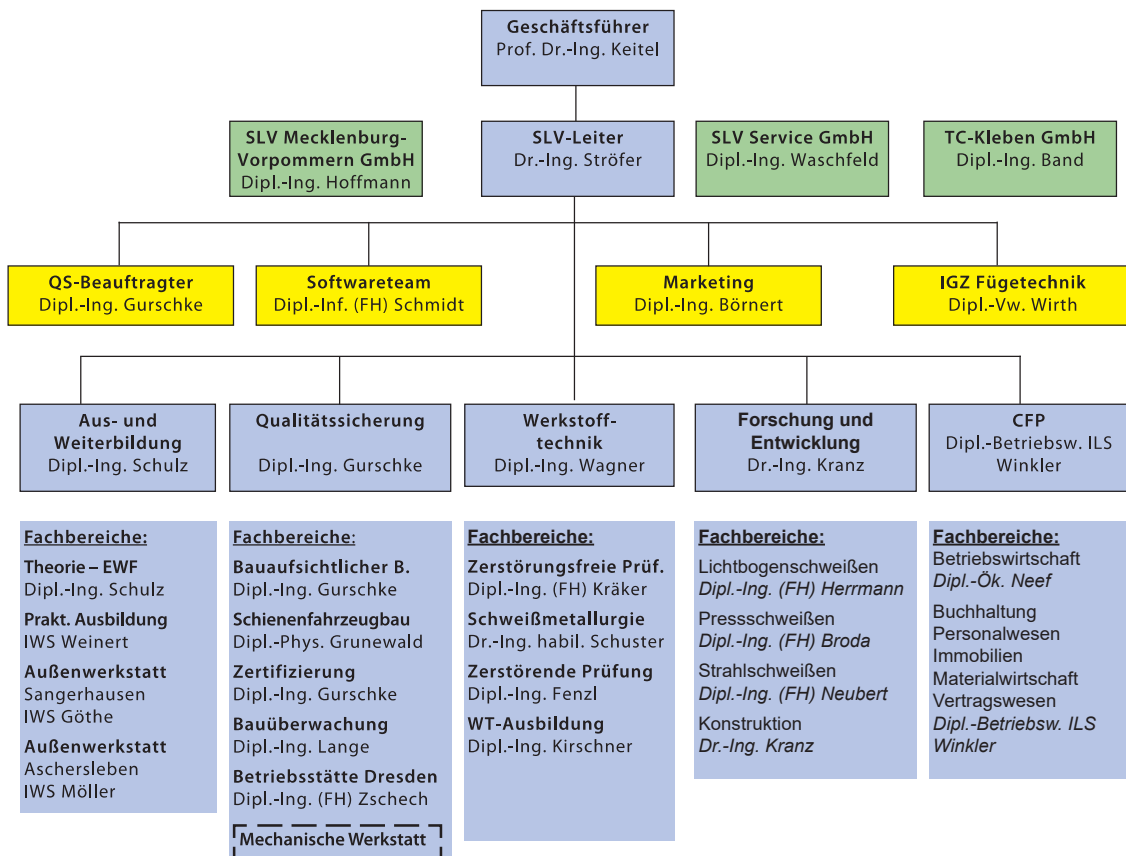 Geschäftsführer
Prof. Dr.-Ing. Keitel
SLV Mecklenburg-
Vorpommern GmbH
Dipl.-Ing. Hoffmann
SLV-Leiter
Dr.-Ing. Ströfer
SLV Service GmbH
Dipl.-Ing. Waschfeld
TC-Kleben GmbH
Dipl.-Ing. Band
QS-Beauftragter
Dipl.-Ing. Gurschke
Softwareteam
Dipl.-Inf. (FH) Schmidt
Marketing
Dipl.-Ing. Börnert
IGZ Fügetechnik
Dipl.-Vw. Wirth
Aus- und
Weiterbildung
Dipl.-Ing. Schulz
Qualitätssicherung
Dipl.-Ing. Gurschke
Werkstoff-
technik
Dipl.-Ing. Wagner
Forschung und
Entwicklung
Dr.-Ing. Kranz
CFP
Dipl.-Betriebsw. ILS
Winkler
Fachbereiche:
Theorie – EWF
Dipl.-Ing. Schulz
Prakt. Ausbildung
IWS Weinert
Außenwerkstatt
Sangerhausen
IWS Göthe
Außenwerkstatt
Aschersleben
IWS Möller
Fachbereiche:
Bauaufsichtlicher B.
Dipl.-Ing. Gurschke
Schienenfahrzeugbau
Dipl.-Phys. Grunewald
Zertifizierung
Dipl.-Ing. Gurschke
Bauüberwachung
Dipl.-Ing. Lange
Betriebsstätte Dresden
Dipl.-Ing. (FH) Zschech
Mechanische Werkstatt
Fachbereiche:
Zerstörungsfreie Prüf.
Dipl.-Ing. (FH) Kräker
Schweißmetallurgie
Dr.-Ing. habil. Schuster
Zerstörende Prüfung
Dipl.-Ing. Fenzl
WT-Ausbildung
Dipl.-Ing. Kirschner
Fachbereiche:
Lichtbogenschweißen
Dipl.-Ing. (FH) Herrmann
Pressschweißen
Dipl.-Ing. (FH) Broda
Strahlschweißen
Dipl.-Ing. (FH) Neubert
Konstruktion
Dr.-Ing. Kranz
Fachbereiche:
Betriebswirtschaft
Dipl.-Ök. Neef
Buchhaltung
Personalwesen
Immobilien
Materialwirtschaft
Vertragswesen
Dipl.-Betriebsw. ILS
Winkler